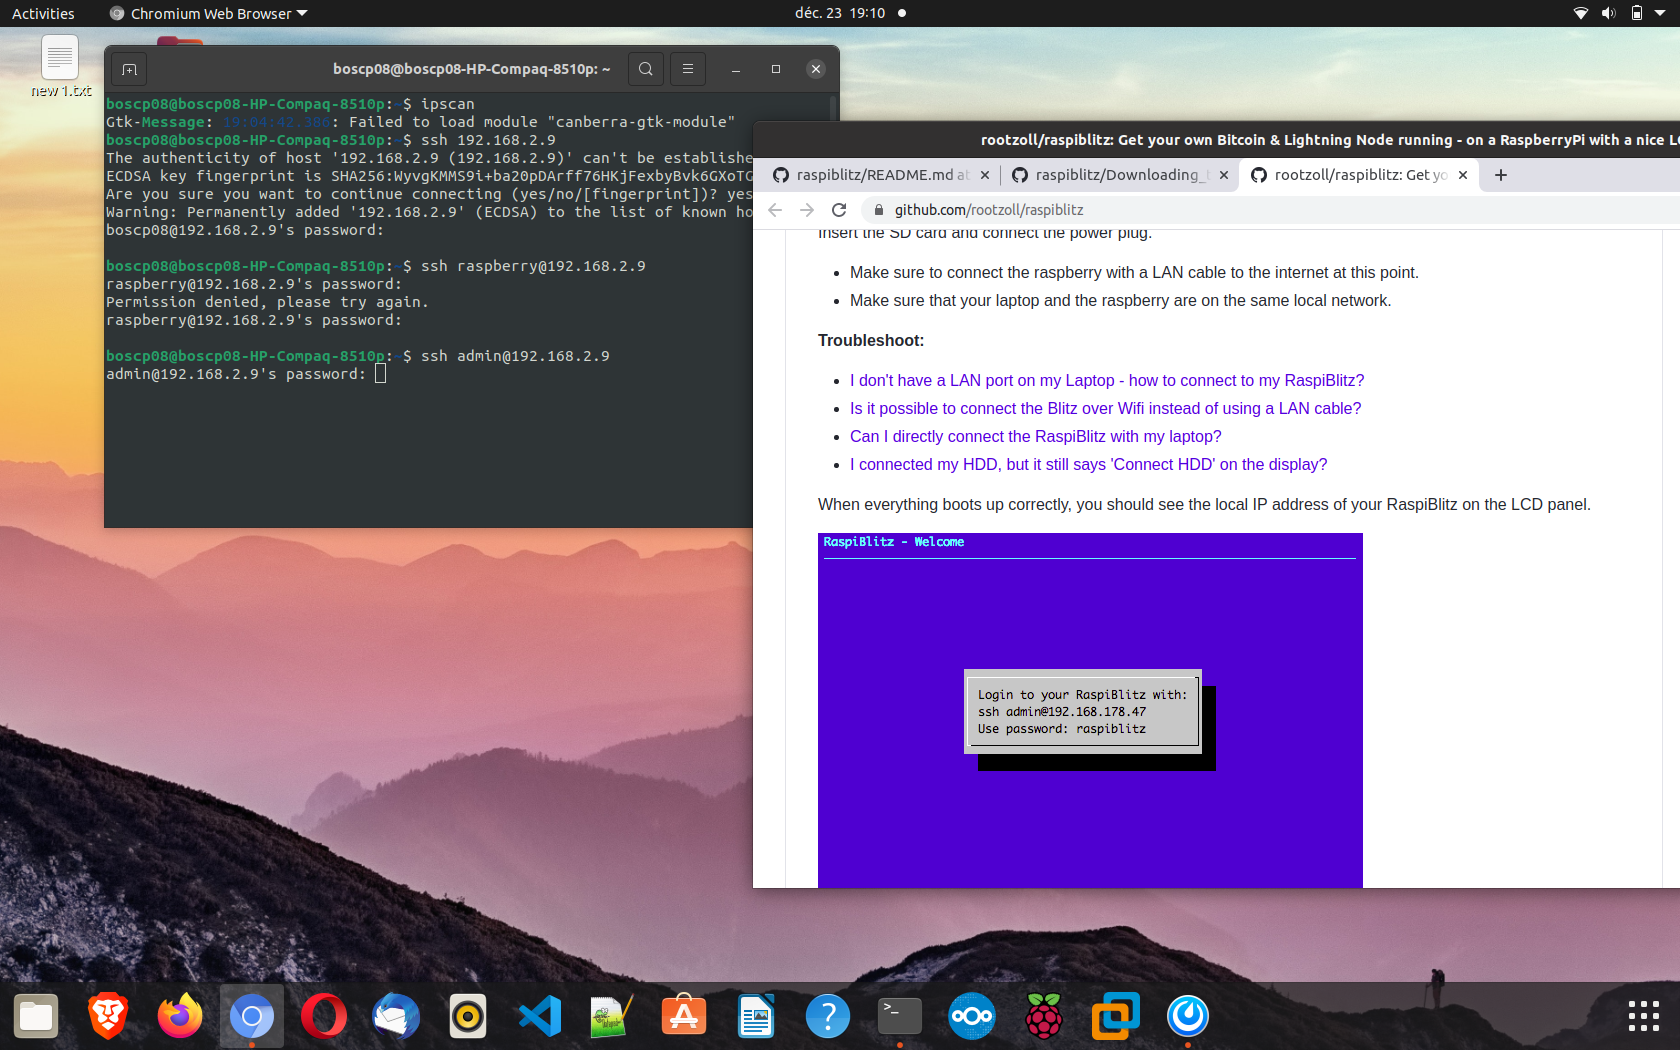 Activities
Chromium Web Browser
déc. 23 19:10
new 1.txt
boscp08@boscp08-HP-Compaq-8510p: ~
boscp08@boscp08-HP-Compaq-8510p:~$ ipscan
Gtk-Message: 19:04:42.386: Failed to load module "canberra-gtk-module"
boscp08@boscp08-HP-Compaq-8510p:~$ ssh 192.168.2.9
The authenticity of host '192.168.2.9 (192.168.2.9)' can't be establishe
ECDSA key fingerprint is SHA256:WyvgKMMS9i+ba20pDArff76HKjFexbyBvk6GXoTG
Are you sure you want to continue connecting (yes/no/[fingerprint])? yes
Warning: Permanently added '192.168.2.9' (ECDSA) to the list of known ho
boscp08@192.168.2.9's password:
boscp08@boscp08-HP-Compaq-8510p:~$ ssh raspberry@192.168.2.9
raspberry@192.168.2.9's password:
Permission denied, please try again.
raspberry@192.168.2.9's password:
boscp08@boscp08-HP-Compaq-8510p:~$ ssh admin@192.168.2.9
admin@192.168.2.9's password:
rootzoll/raspiblitz: Get your own Bitcoin & Lightning Node running - on a RaspberryPi with a nice L
raspiblitz/README.md at
raspiblitz/Downloading_
rootzoll/raspiblitz: Get yo
github.com/rootzoll/raspiblitz
Insert the SD card and connect the power plug.
Make sure to connect the raspberry with a LAN cable to the internet at this point.
Make sure that your laptop and the raspberry are on the same local network.
Troubleshoot:
I don't have a LAN port on my Laptop - how to connect to my RaspiBlitz?
Is it possible to connect the Blitz over Wifi instead of using a LAN cable?
Can I directly connect the RaspiBlitz with my laptop?
I connected my HDD, but it still says 'Connect HDD' on the display?
When everything boots up correctly, you should see the local IP address of your RaspiBlitz on the LCD panel.
RaspiBlitz - Welcome
Login to your RaspiBlitz with:
ssh admin@192.168.178.47
Use password: raspiblitz